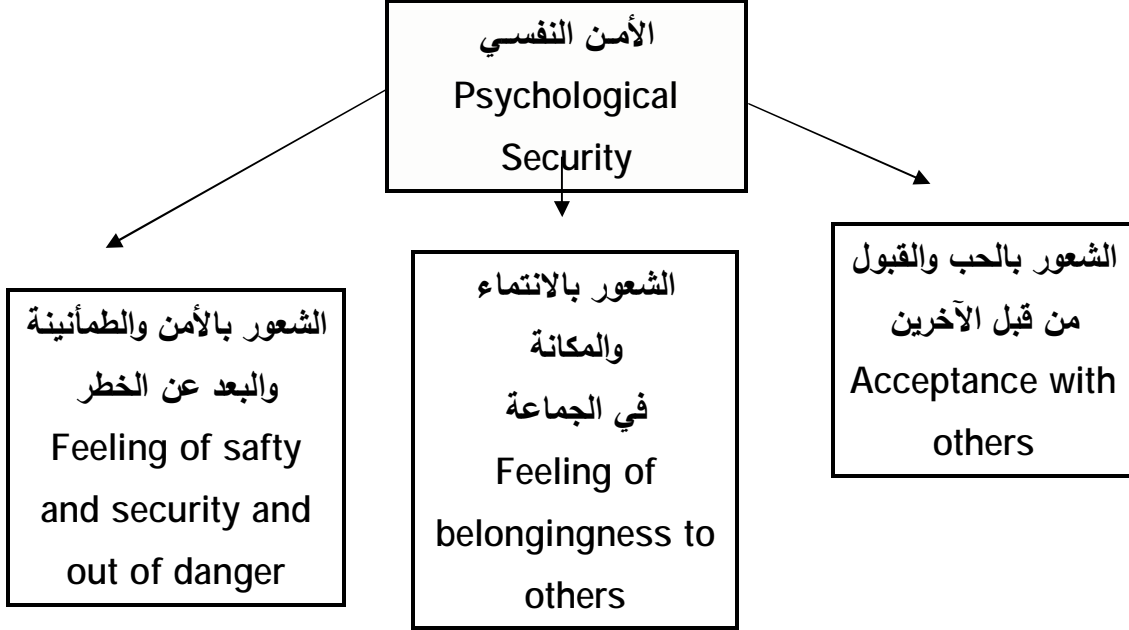 الأمـن النفسـي
Psychological
Security
الشعور بالحب والقبول
من قبل الآخرين
Acceptance with
others
الشعور بالانتماء
والمكانة
في الجماعة
Feeling of
belongingness to
others
الشعور بالأمن والطمأنينة
والبعد عن الخطر
Feeling of safty
and security and
out of danger